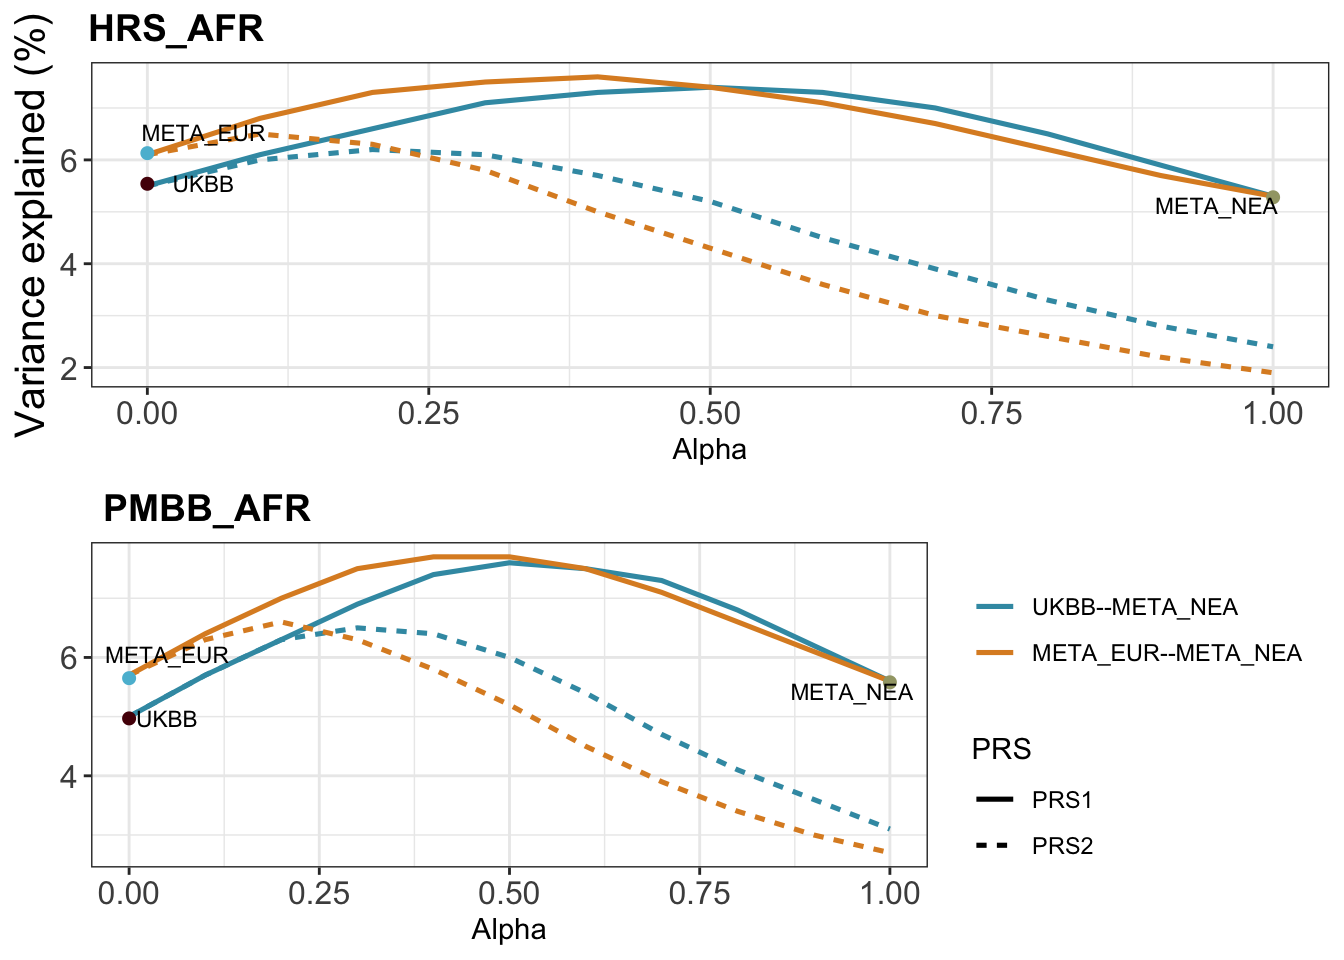 HRS_AFR
Variance explained (%)
6
4
2
META_EUR
UKBB
META_NEA
0.00 0.25 0.50 0.75 1.00
Alpha
PMBB_AFR
6
4
META_EUR
UKBB
META_NEA
0.00 0.25 0.50 0.75 1.00
Alpha
UKBB--META_NEA
META_EUR--META_NEA
PRS
PRS1
PRS2